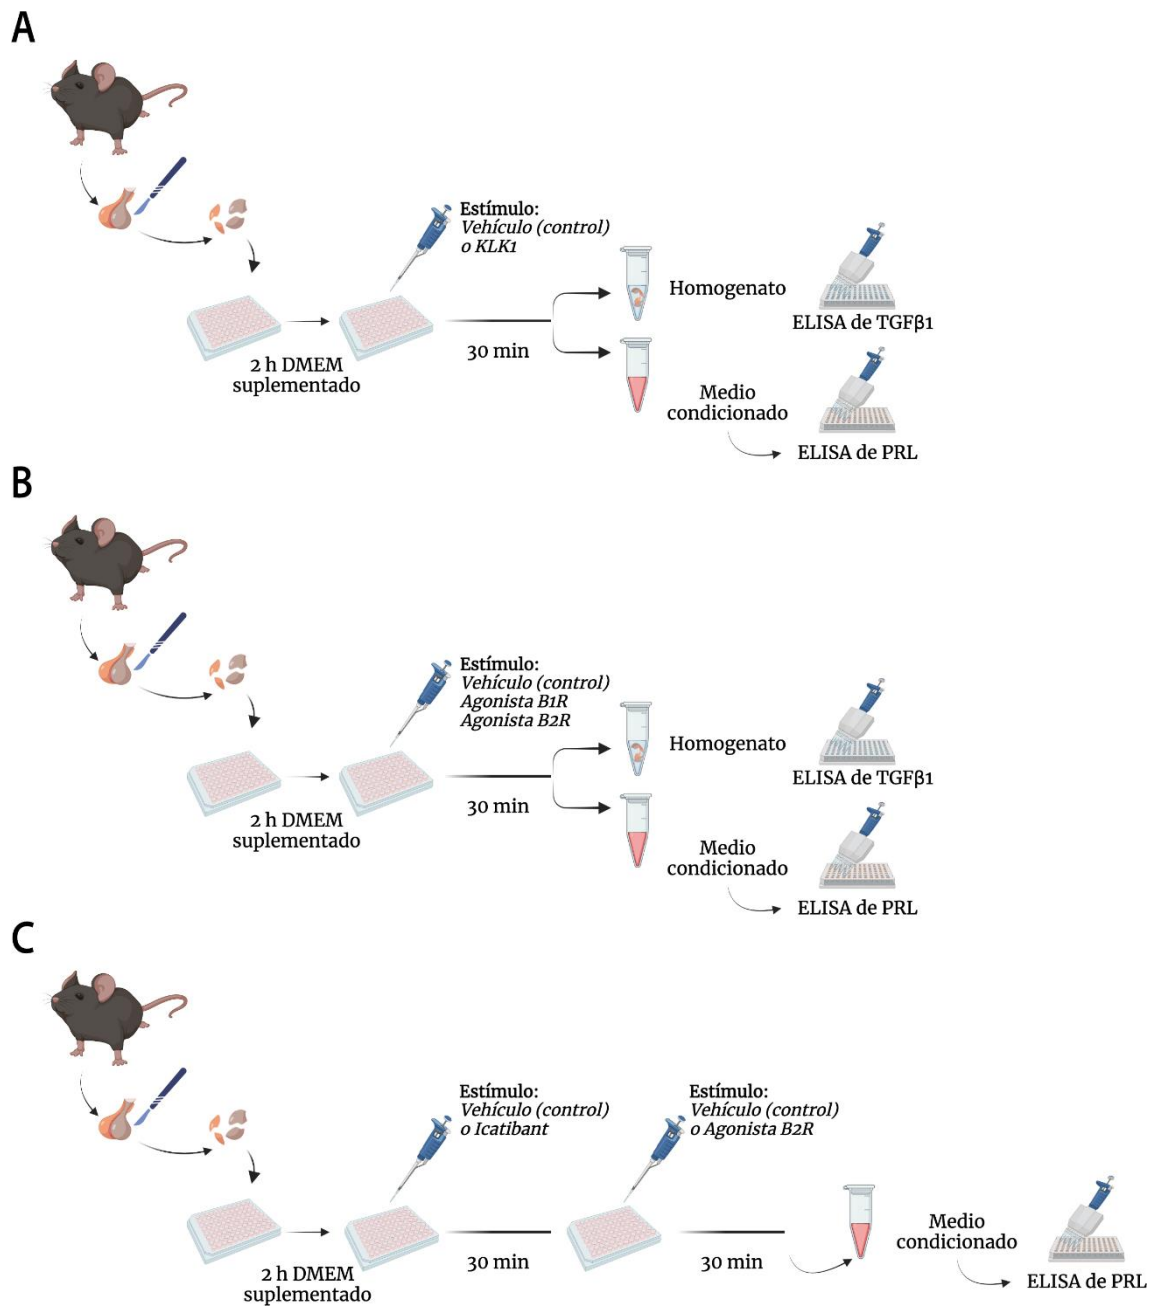 A
Estímulo:
Vehículo (control)
o KLK1
2 h DMEM
suplementado
30 min
Homogenato
ELISA de TGFβ1
Medio
condicionado
ELISA de PRL
B
Estímulo:
Vehículo (control)
Agonista B1R
Agonista B2R
2 h DMEM
suplementado
30 min
Homogenato
ELISA de TGFβ1
Medio
condicionado
ELISA de PRL
C
Estímulo:
Vehículo (control)
o Icatibant
Estímulo:
Vehículo (control)
o Agonista B2R
2 h DMEM
suplementado
30 min
30 min
Medio
condicionado
ELISA de PRL